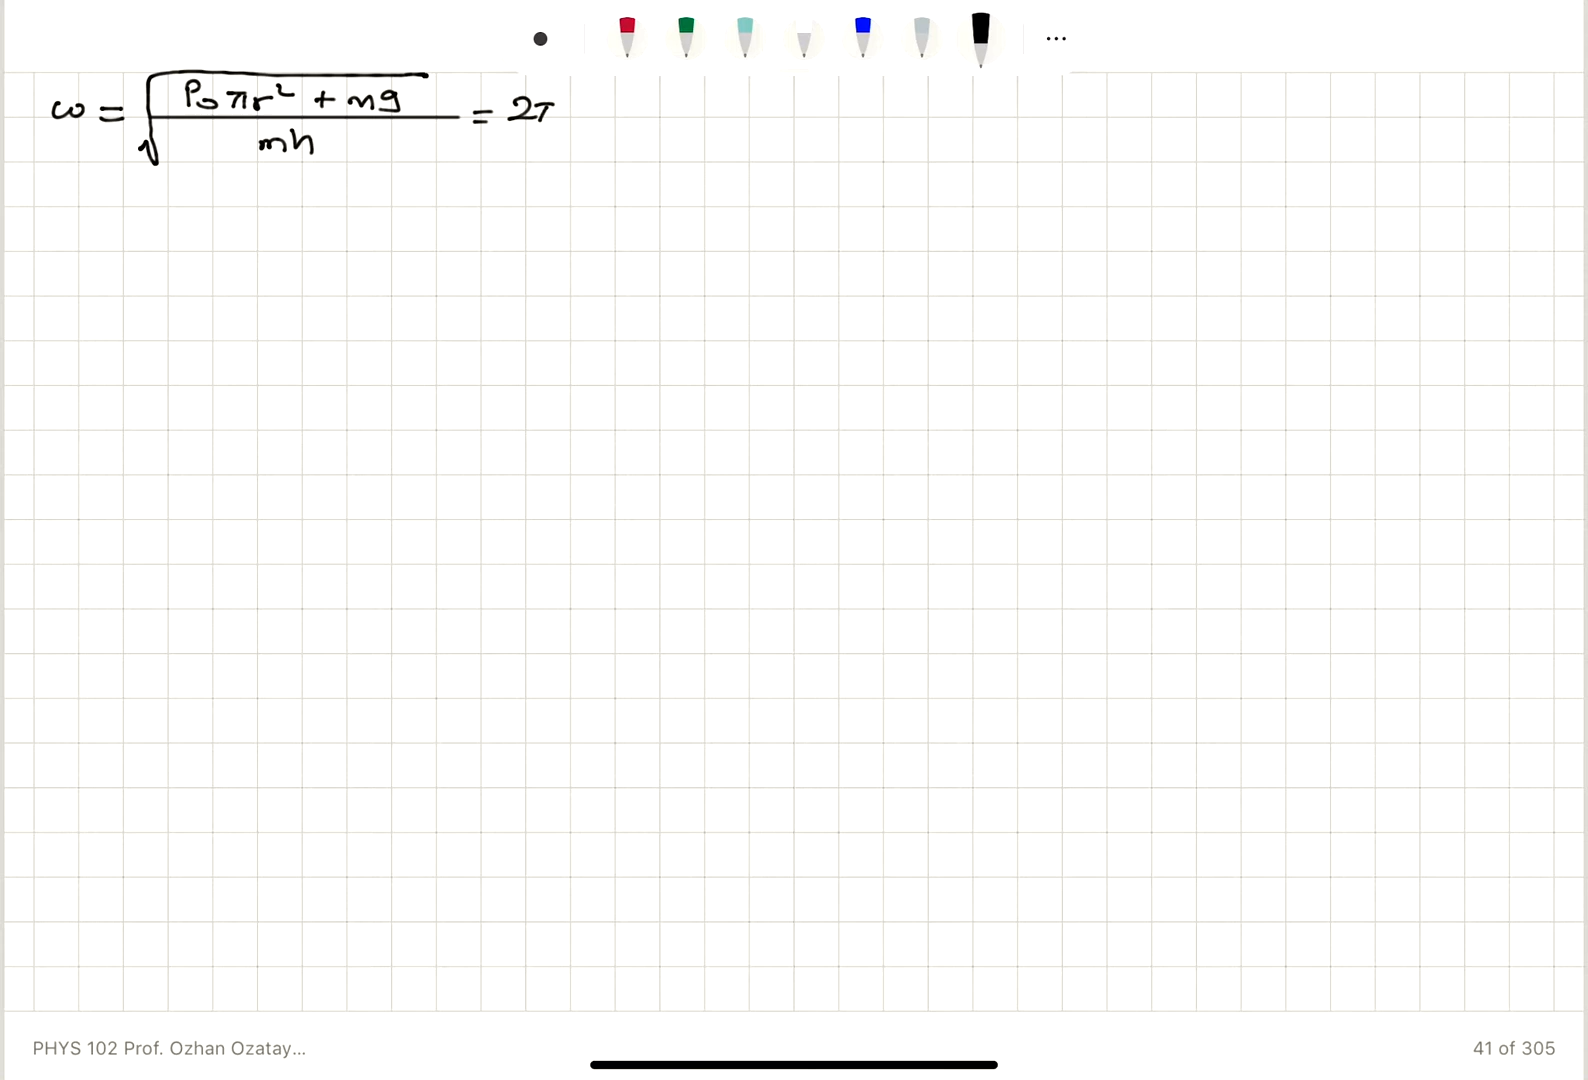 ω = √(P₀πr² + mg / mh) = 2π
PHYS 102 Prof. Ozhan Ozatay...
41 of 305